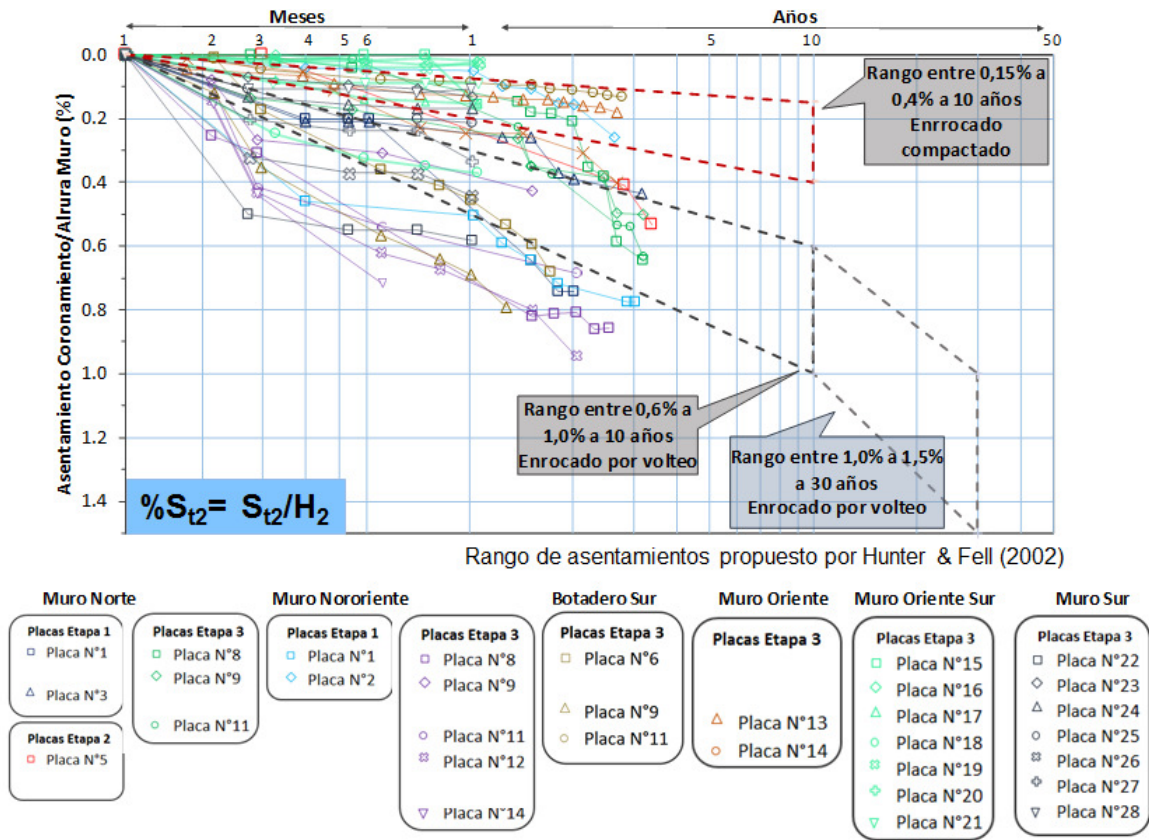 Meses
Años
1 2 3 4 5 6 1 5 10 50
0.0
0.2
0.4
0.6
0.8
1.0
1.2
1.4
Asentamiento Coronamiento/Alrura Muro (%)
Rango entre 0,15% a
0,4% a 10 años
Enrrocado
compactado
Rango entre 0,6% a
1,0% a 10 años
Enrocado por volteo
Rango entre 1,0% a 1,5%
a 30 años
Enrocado por volteo
%St2= St2/H2
Rango de asentamientos propuesto por Hunter & Fell (2002)
Muro Norte
Placas Etapa 1
Placa N°1
Placa N°3
Placas Etapa 2
Placa N°5
Placas Etapa 3
Placa N°8
Placa N°9
Placa N°11
Muro Nororiente
Placas Etapa 1
Placa N°1
Placa N°2
Placas Etapa 3
Placa N°8
Placa N°9
Placa N°11
Placa N°12
Placa N°14
Botadero Sur
Placas Etapa 3
Placa N°6
Placa N°9
Placa N°11
Muro Oriente
Placas Etapa 3
Placa N°13
Placa N°14
Muro Oriente Sur
Placas Etapa 3
Placa N°15
Placa N°16
Placa N°17
Placa N°18
Placa N°19
Placa N°20
Placa N°21
Muro Sur
Placas Etapa 3
Placa N°22
Placa N°23
Placa N°24
Placa N°25
Placa N°26
Placa N°27
Placa N°28